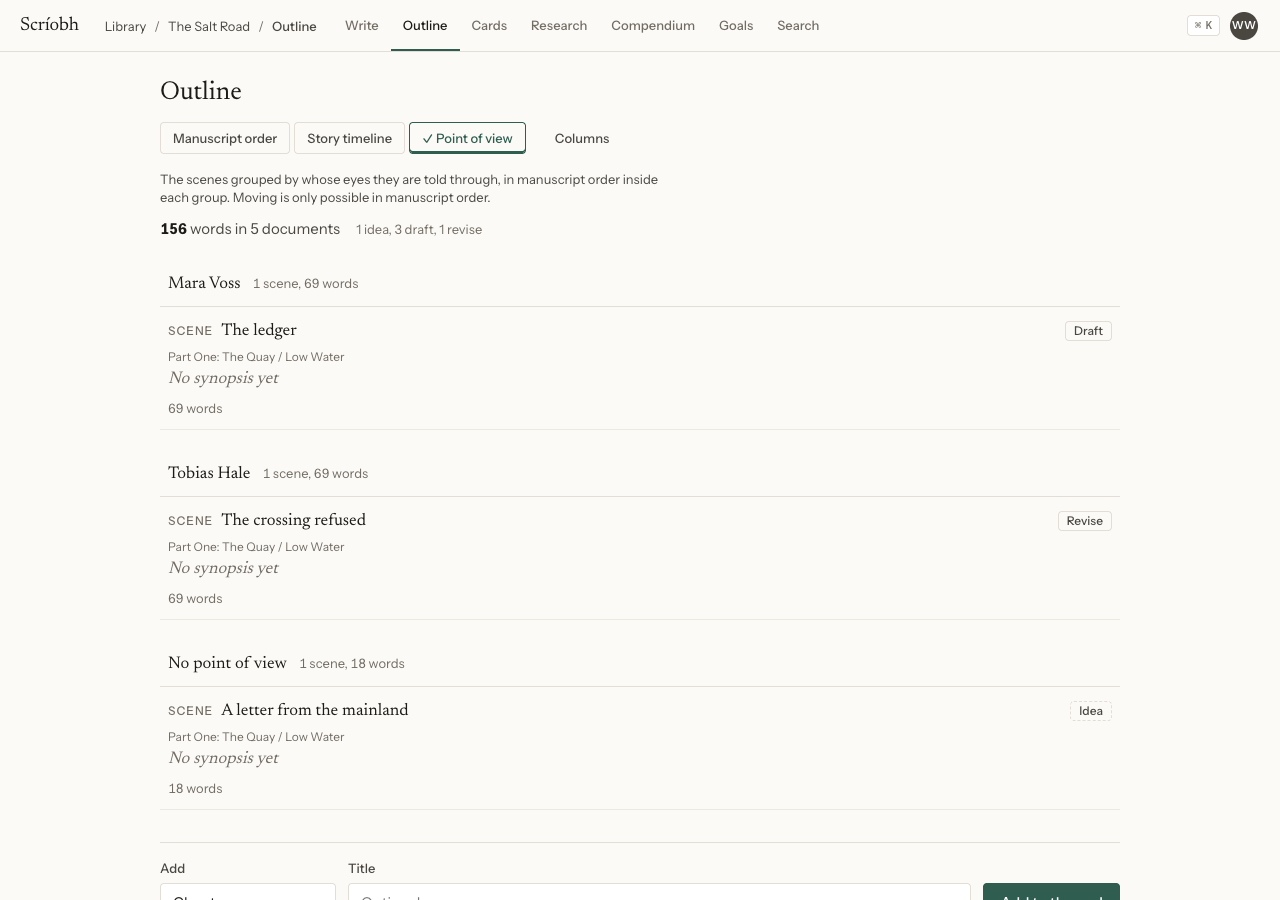 Scríobh Library / The Salt Road / Outline Write Outline Cards Research Compendium Goals Search ⌘ K WW
Outline
Manuscript order Story timeline ✓ Point of view Columns
The scenes grouped by whose eyes they are told through, in manuscript order inside
each group. Moving is only possible in manuscript order.
156 words in 5 documents 1 idea, 3 draft, 1 revise
Mara Voss 1 scene, 69 words
SCENE The ledger Draft
Part One: The Quay / Low Water
No synopsis yet
69 words
Tobias Hale 1 scene, 69 words
SCENE The crossing refused Revise
Part One: The Quay / Low Water
No synopsis yet
69 words
No point of view 1 scene, 18 words
SCENE A letter from the mainland Idea
Part One: The Quay / Low Water
No synopsis yet
18 words
Add Title